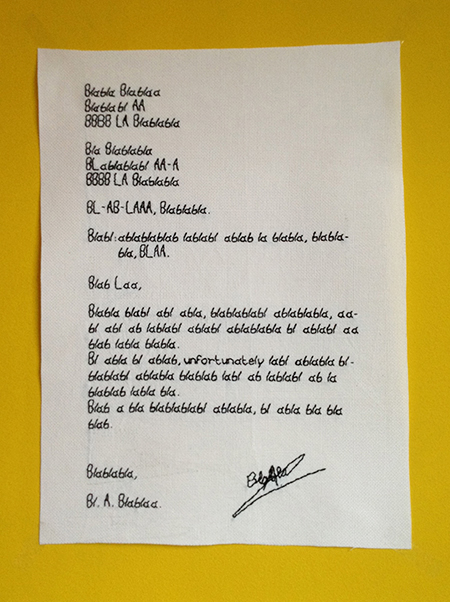 Blabla Blablaa
Blablabl AA
BBBB LA Blablabla
Bla Blablabla
BLablablabl AA-A
BBBB LA Blablabla
BL-AB-LAAA, Blablabla.
Blabl: ablablablab lablabl ablab la blabla, blabla-
bla, BLAA.
Blab Laa,
Blabla blabl abl abla, blablablabl ablablabla, aa-
bl abl ab lablabl ablabl ablablabla bl ablabl aa
blab labla blabla.
Bl abla bl ablab, unfortunately labl ablabla bl-
blablabl ablabla blablab labl ab lablabl ab la
blablab labla bla.
Blab a bla blablablabl ablabla, bl abla bla bla
blab.
Blablabla,
Bl. A. Blablaa.